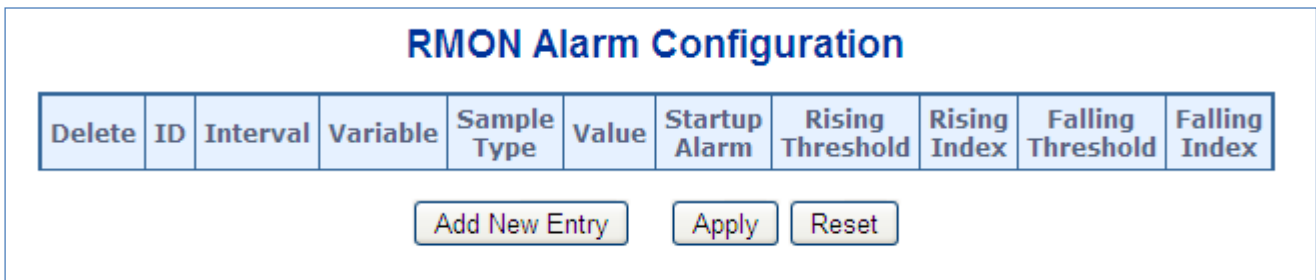 RMON Alarm Configuration
Delete ID Interval Variable Sample Type Value Startup Alarm Rising Threshold Rising Index Falling Threshold Falling Index
Add New Entry Apply Reset